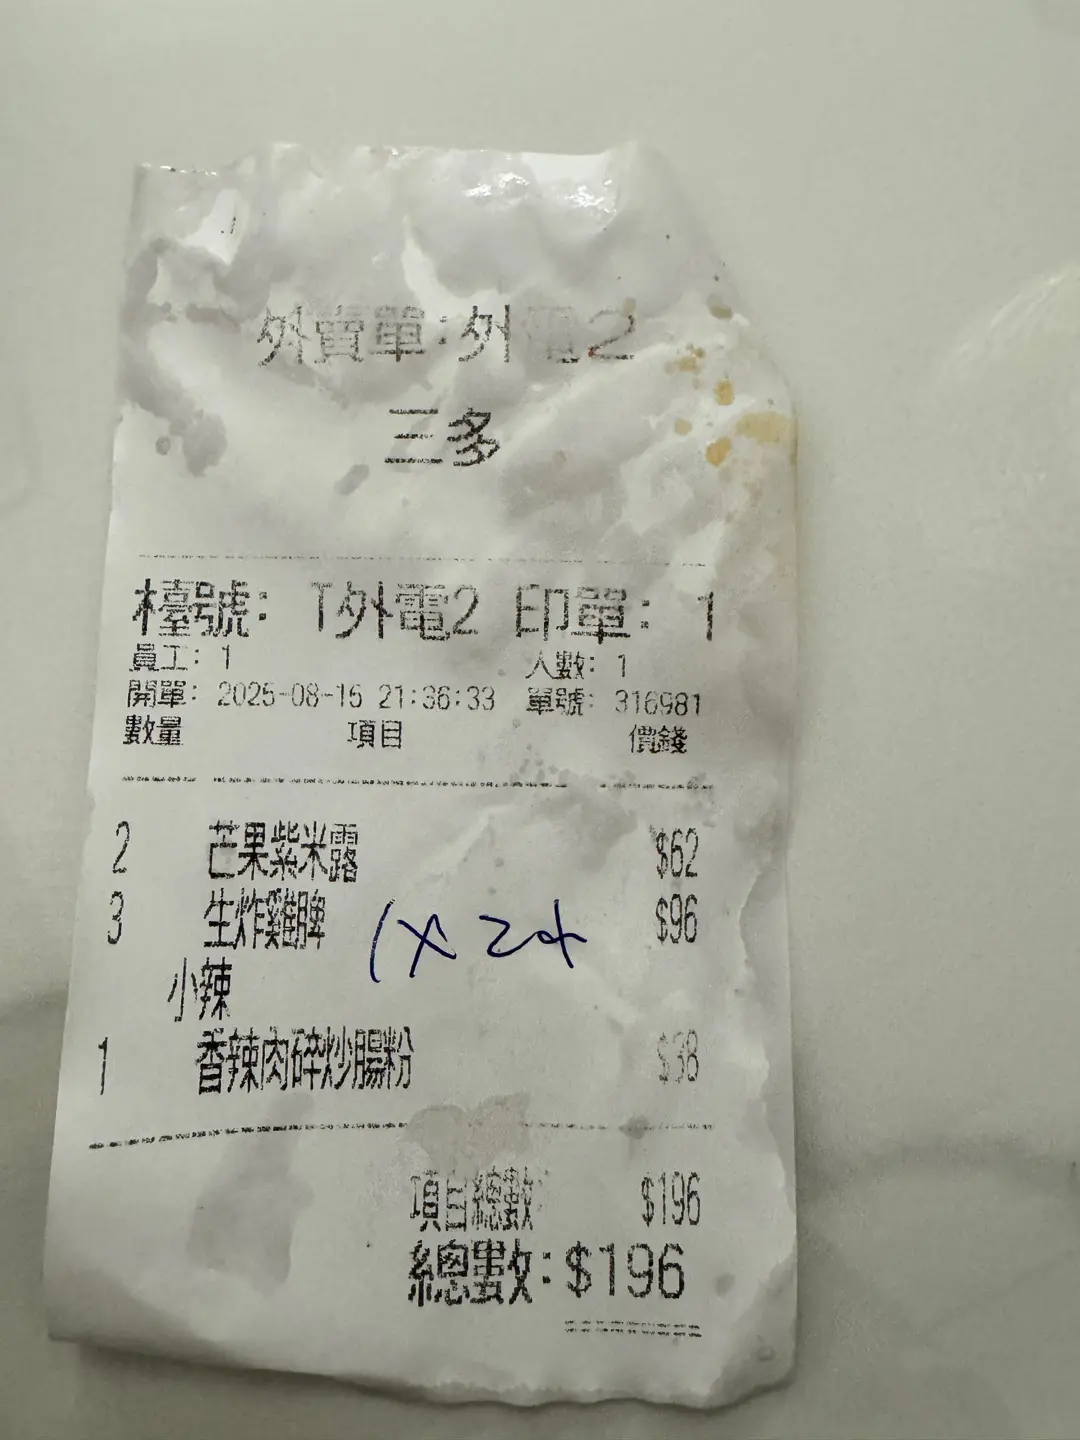 外賣單:外電2
三多
檯號: T外電2 印單: 1
員工: 1 人數: 1
開單: 2025-08-15 21:36:33 單號: 316981
數量 項目 價錢
2 芒果紫米露 $62
3 生炸雞脾 $96
小辣
1 香辣肉碎炒腸粉 $38
項目總數: $196
總數: $196